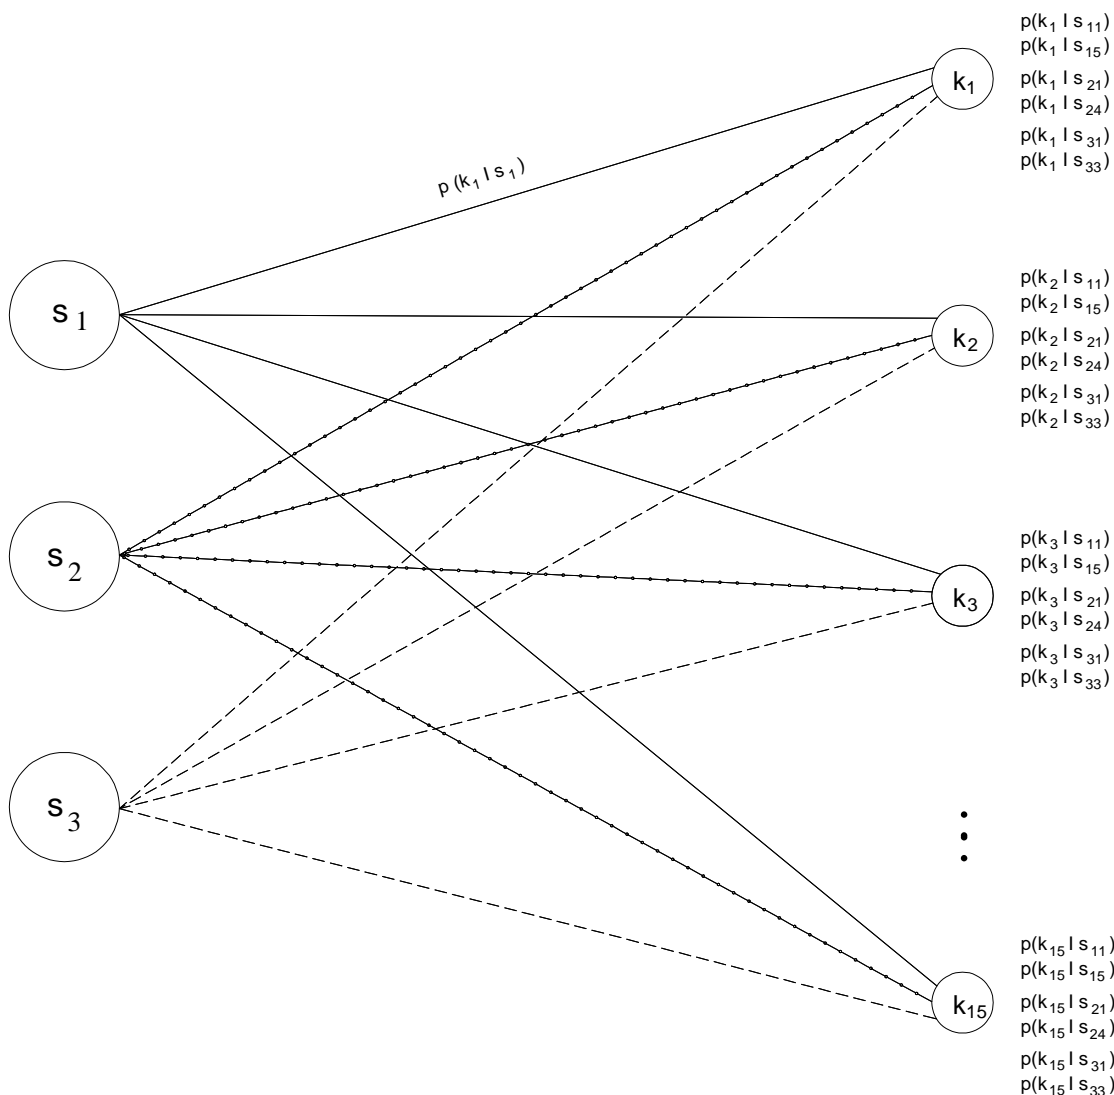 p(k₁ | s₁₁)
p(k₁ | s₁₅)
k₁
p(k₁ | s₂₁)
p(k₁ | s₂₄)
p(k₁ | s₃₁)
p(k₁ | s₃₃)
p (k₁ | s₁)
s₁
p(k₂ | s₁₁)
p(k₂ | s₁₅)
k₂
p(k₂ | s₂₁)
p(k₂ | s₂₄)
p(k₂ | s₃₁)
p(k₂ | s₃₃)
s₂
p(k₃ | s₁₁)
p(k₃ | s₁₅)
k₃
p(k₃ | s₂₁)
p(k₃ | s₂₄)
p(k₃ | s₃₁)
p(k₃ | s₃₃)
s₃
p(k₁₅ | s₁₁)
p(k₁₅ | s₁₅)
k₁₅
p(k₁₅ | s₂₁)
p(k₁₅ | s₂₄)
p(k₁₅ | s₃₁)
p(k₁₅ | s₃₃)